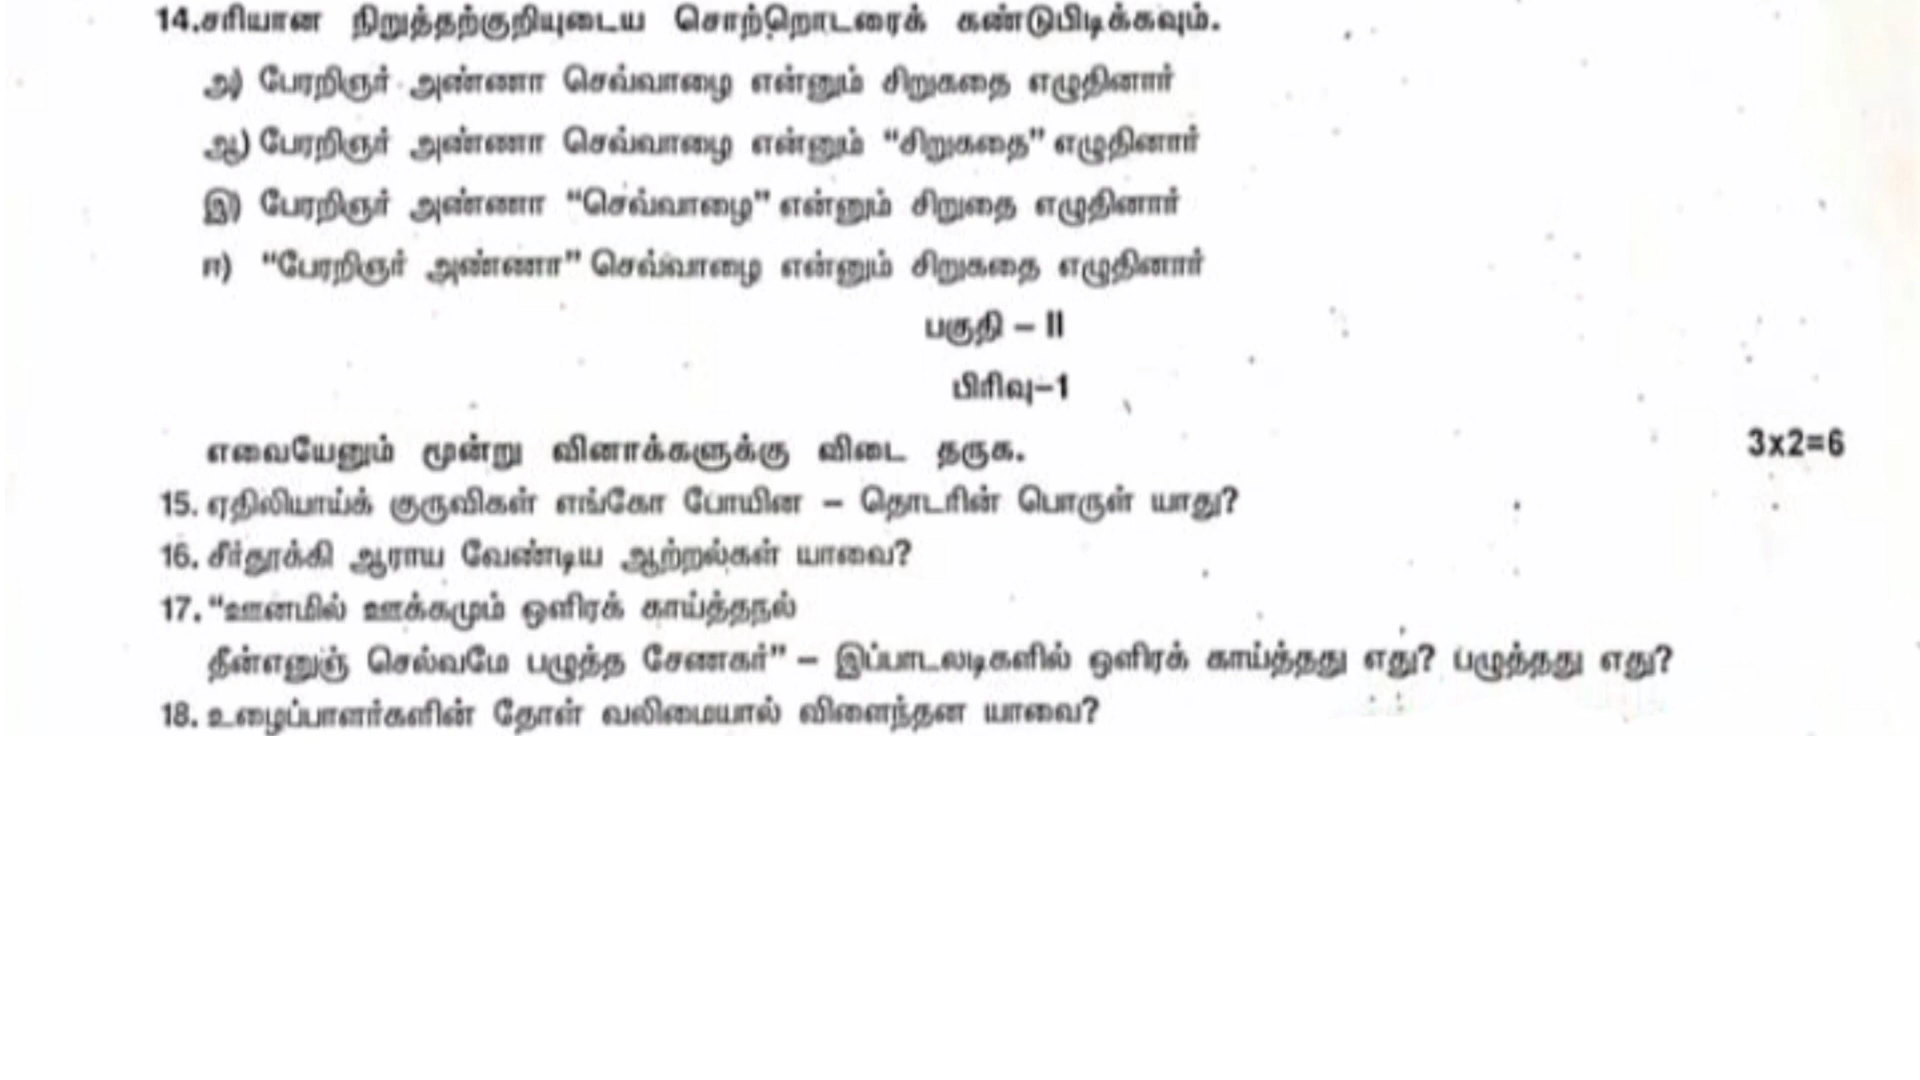 14.சரியான நிறுத்தற்குறியுடைய சொற்றொடரைக் கண்டுபிடிக்கவும்.
அ) பேரறிஞர் அண்ணா செவ்வாழை என்னும் சிறுகதை எழுதினார்
ஆ) பேரறிஞர் அண்ணா செவ்வாழை என்னும் “சிறுகதை” எழுதினார்
இ) பேரறிஞர் அண்ணா “செவ்வாழை” என்னும் சிறுதை எழுதினார்
ஈ) “பேரறிஞர் அண்ணா” செவ்வாழை என்னும் சிறுகதை எழுதினார்
பகுதி – II
பிரிவு–1
எவையேனும் மூன்று வினாக்களுக்கு விடை தருக. 3x2=6
15. ஏதிலியாய்க் குருவிகள் எங்கோ போயின – தொடரின் பொருள் யாது?
16. சீர்தூக்கி ஆராய வேண்டிய ஆற்றல்கள் யாவை?
17. “ஊனமில் ஊக்கமும் ஒளிரக் காய்த்தநல்
தீன்எனுஞ் செல்வமே பழுத்த சேணகர்” – இப்பாடலடிகளில் ஒளிரக் காய்த்தது எது? பழுத்தது எது?
18. உழைப்பாளர்களின் தோள் வலிமையால் விளைந்தன யாவை?